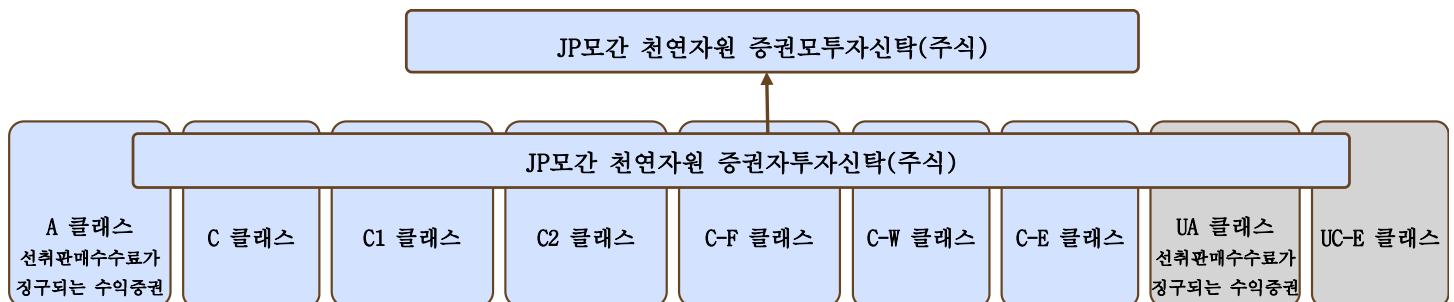 JP모간 천연자원 증권모투자신탁(주식)
JP모간 천연자원 증권자투자신탁(주식)
A 클래스
선취판매수수료가
징구되는 수익증권
C 클래스
C1 클래스
C2 클래스
C-F 클래스
C-W 클래스
C-E 클래스
UA 클래스
선취판매수수료가
징구되는 수익증권
UC-E 클래스